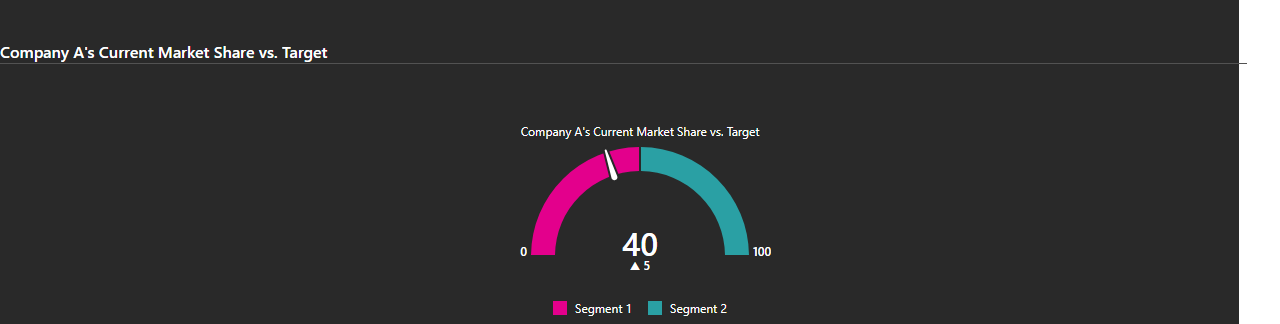 Company A's Current Market Share vs. Target
Company A's Current Market Share vs. Target
40
0
100
▲ 5
Segment 1
Segment 2